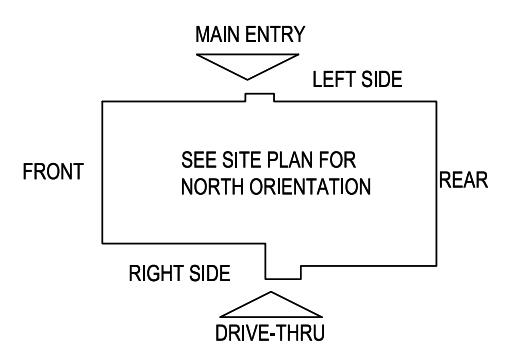 MAIN ENTRY
LEFT SIDE
FRONT
SEE SITE PLAN FOR
NORTH ORIENTATION
REAR
RIGHT SIDE
DRIVE-THRU